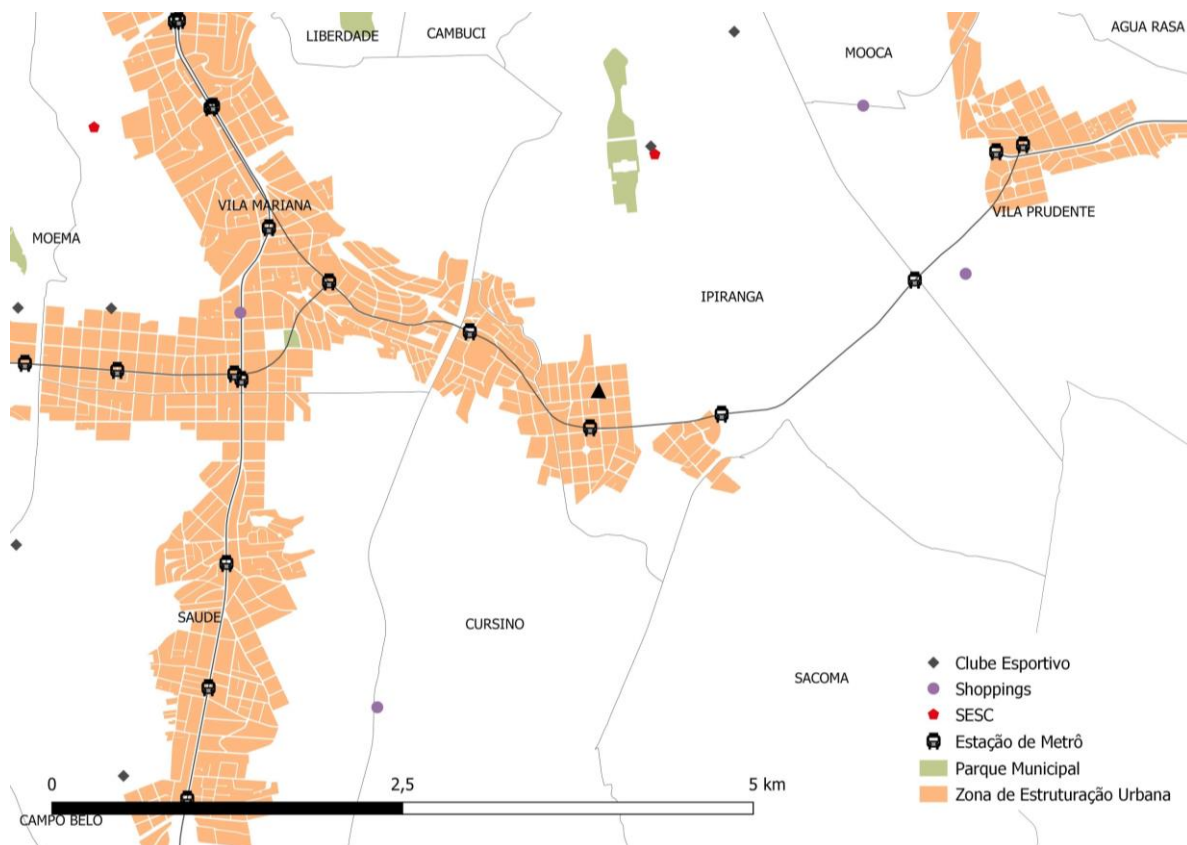 AGUA RASA
LIBERDADE
CAMBUCI
MOOCA
VILA MARIANA
VILA PRUDENTE
MOEMA
IPIRANGA
SAUDE
CURSINO
SACOMA
Clube Esportivo
Shoppings
SESC
Estação de Metrô
Parque Municipal
Zona de Estruturação Urbana
0 2,5 5 km
CAMPO BELO